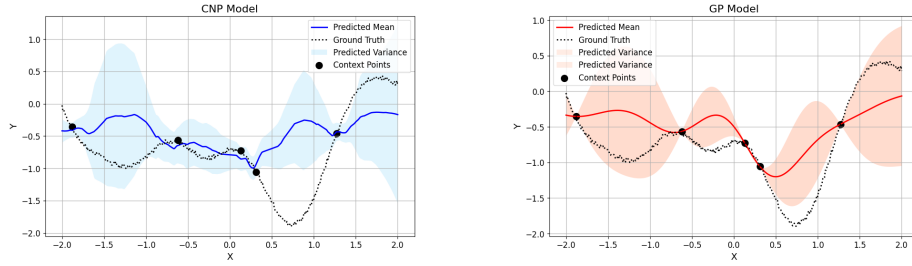 CNP Model
Predicted Mean
Ground Truth
Predicted Variance
Context Points
Y
1.0
0.5
0.0
−0.5
−1.0
−1.5
−2.0
−2.0 −1.5 −1.0 −0.5 0.0 0.5 1.0 1.5 2.0
X
GP Model
Predicted Mean
Ground Truth
Predicted Variance
Predicted Variance
Context Points
Y
1.0
0.5
0.0
−0.5
−1.0
−1.5
−2.0
−2.0 −1.5 −1.0 −0.5 0.0 0.5 1.0 1.5 2.0
X